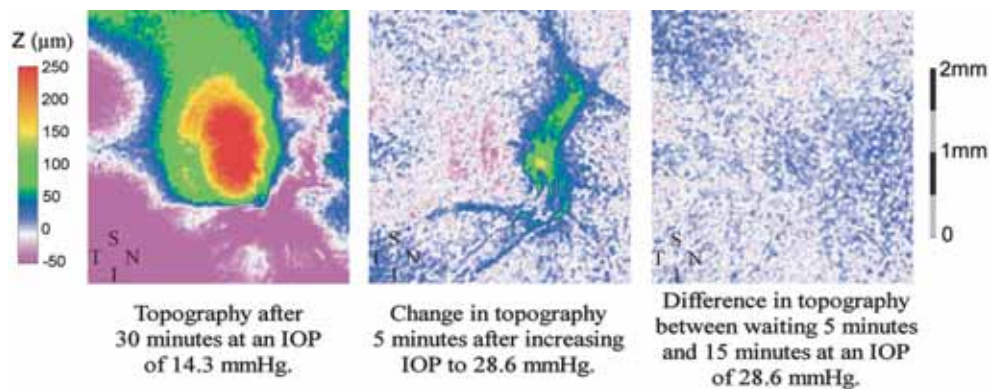 Z (μm)
250
200
150
100
50
0
-50
S
T N
I
S
T N
I
S
T N
I
2mm
1mm
0
Topography after
30 minutes at an IOP
of 14.3 mmHg.
Change in topography
5 minutes after increasing
IOP to 28.6 mmHg.
Difference in topography
between waiting 5 minutes
and 15 minutes at an IOP
of 28.6 mmHg.